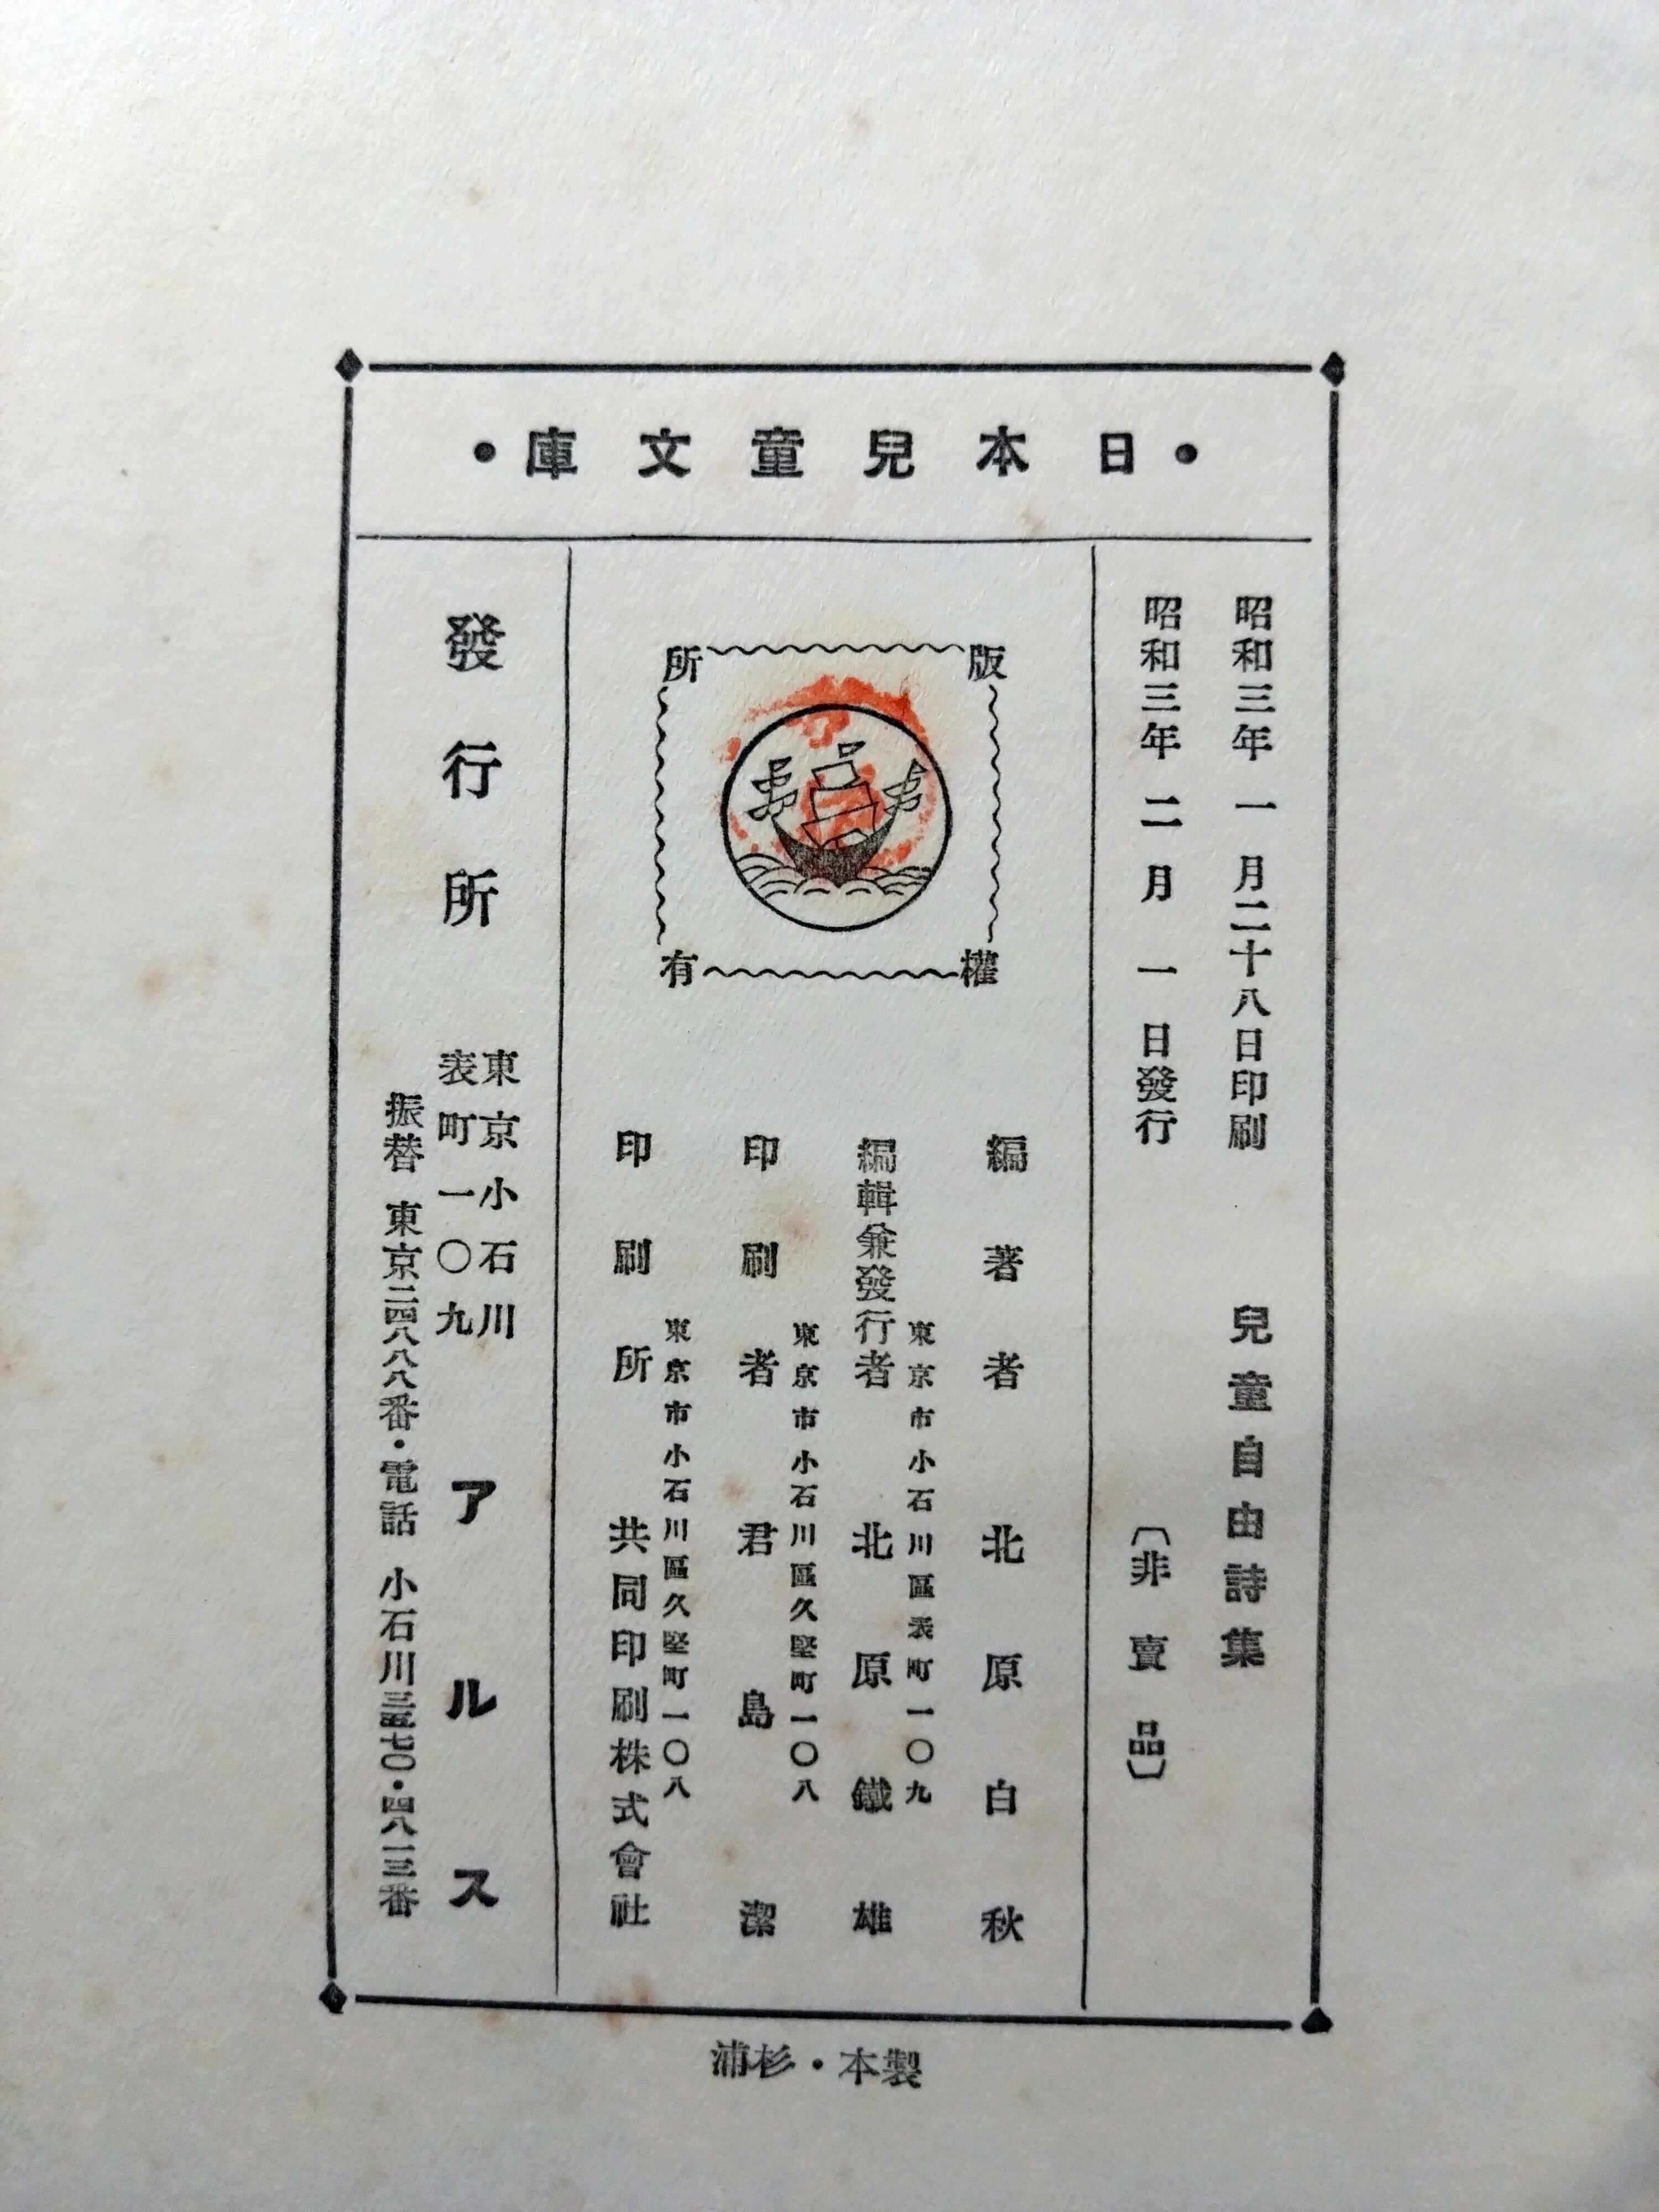 ・日本兒童文庫・
昭和三年一月二十八日印刷
昭和三年二月一日發行
兒童自由詩集
〔非賣品〕
版權所有
編著者 北原白秋
東京市小石川區表町一〇九
編輯兼發行者 北原鐵雄
東京市小石川區久堅町一〇八
印刷者 君島潔
東京市小石川區久堅町一〇八
印刷所 共同印刷株式會社
發行所
東京小石川
表町一〇九
アルス
振替 東京二四八八八番・電話 小石川三五七〇・四八一三番
製本・杉浦